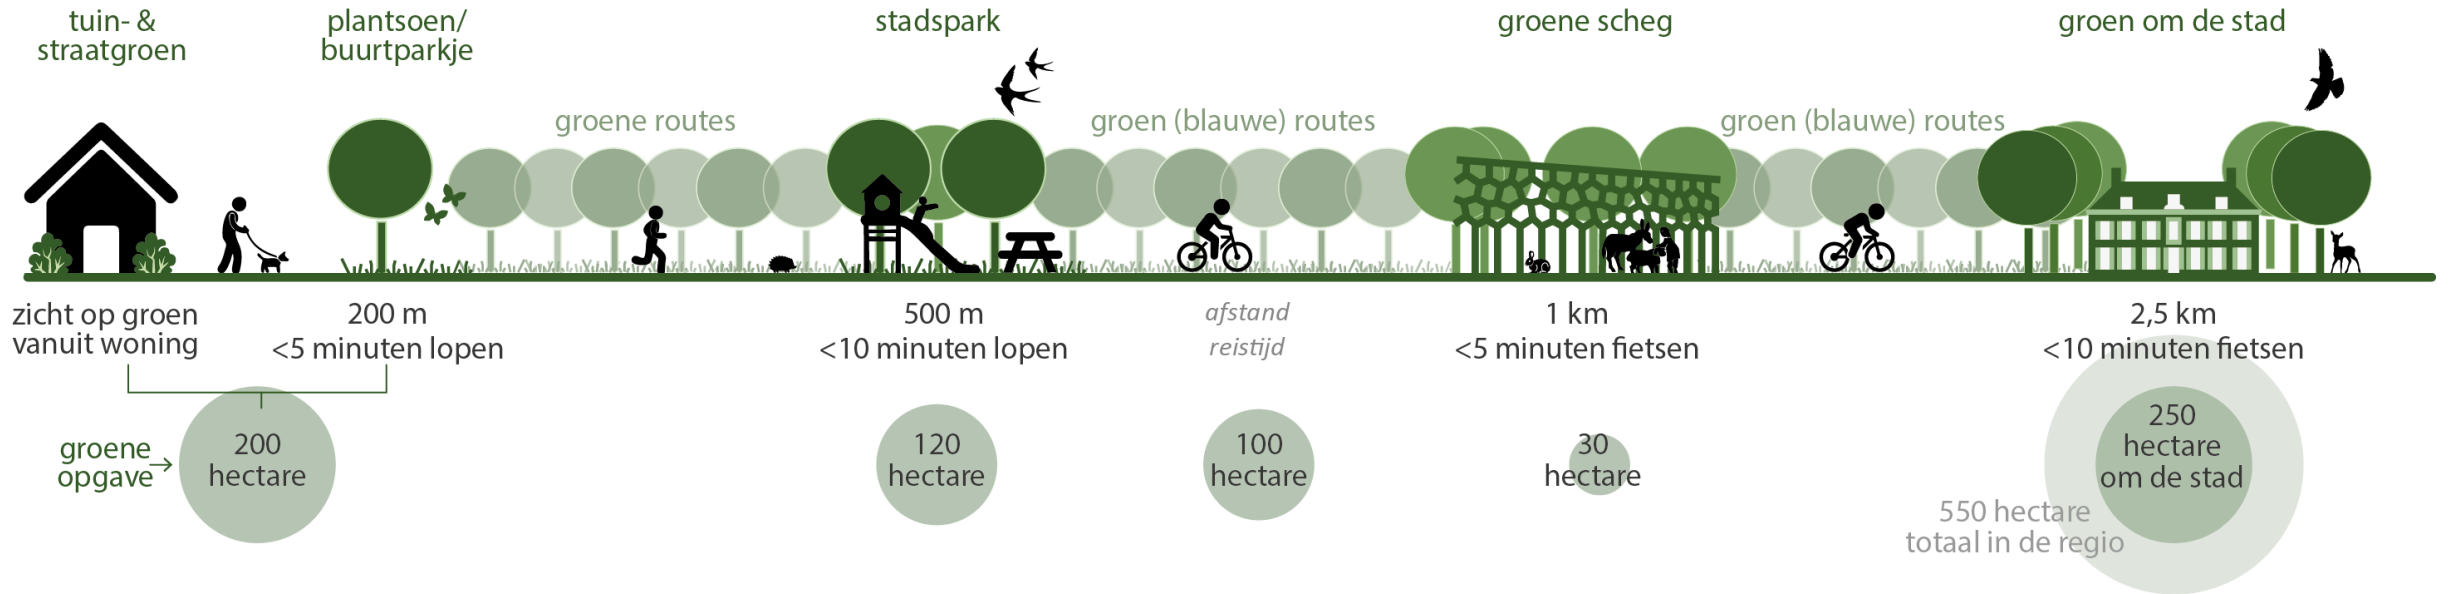 tuin- &
straatgroen
plantsoen/
buurtparkje
stadspark
groene scheg
groen om de stad
groene routes
groen (blauwe) routes
groen (blauwe) routes
zicht op groen
vanuit woning
200 m
<5 minuten lopen
500 m
<10 minuten lopen
afstand
reistijd
1 km
<5 minuten fietsen
2,5 km
<10 minuten fietsen
groene
opgave
200
hectare
120
hectare
100
hectare
30
hectare
250
hectare
om de stad
550 hectare
totaal in de regio